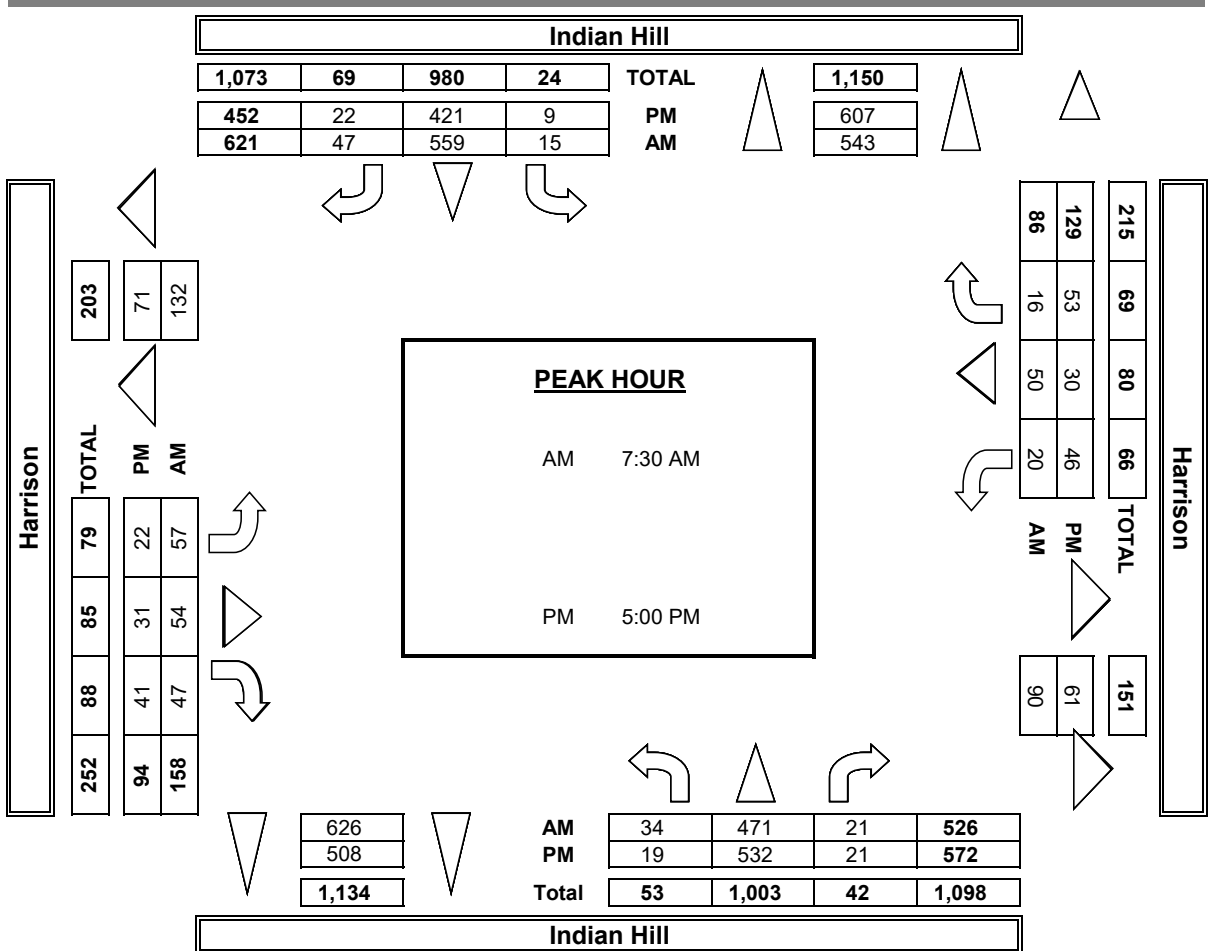 Indian Hill
1,073 69 980 24 TOTAL 1,150
452 22 421 9 PM 607
621 47 559 15 AM 543
Harrison
203
71
132
TOTAL PM AM
79 22 57
85 31 54
88 41 47
252 94 158
PEAK HOUR
AM 7:30 AM
PM 5:00 PM
86 129 215
16 53 69
50 30 80
20 46 66
AM PM TOTAL
90 61 151
Harrison
626 AM 34 471 21 526
508 PM 19 532 21 572
1,134 Total 53 1,003 42 1,098
Indian Hill